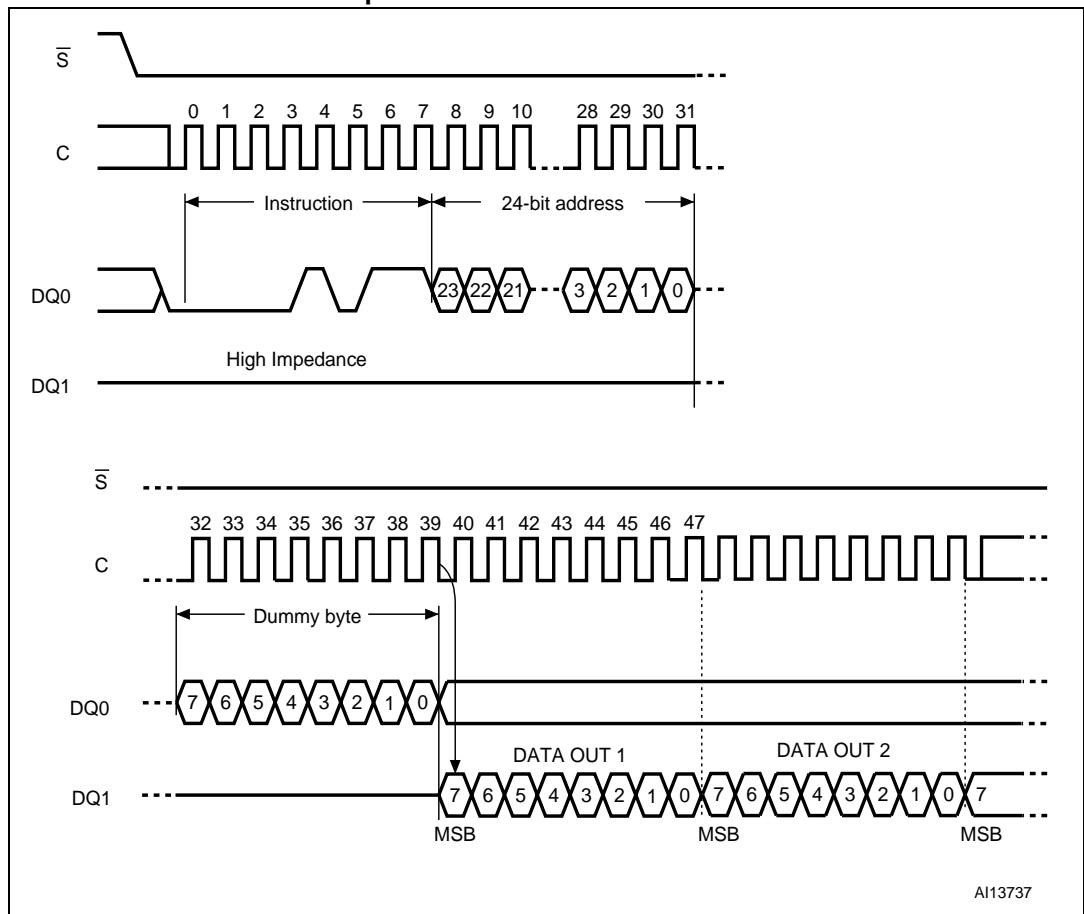 S
0 1 2 3 4 5 6 7 8 9 10 28 29 30 31
C
Instruction 24-bit address
DQ0 23 22 21 3 2 1 0
High Impedance
DQ1
S
32 33 34 35 36 37 38 39 40 41 42 43 44 45 46 47
C
Dummy byte
DQ0 7 6 5 4 3 2 1 0
DATA OUT 1 DATA OUT 2
DQ1 7 6 5 4 3 2 1 0 7 6 5 4 3 2 1 0 7
MSB MSB MSB
AI13737